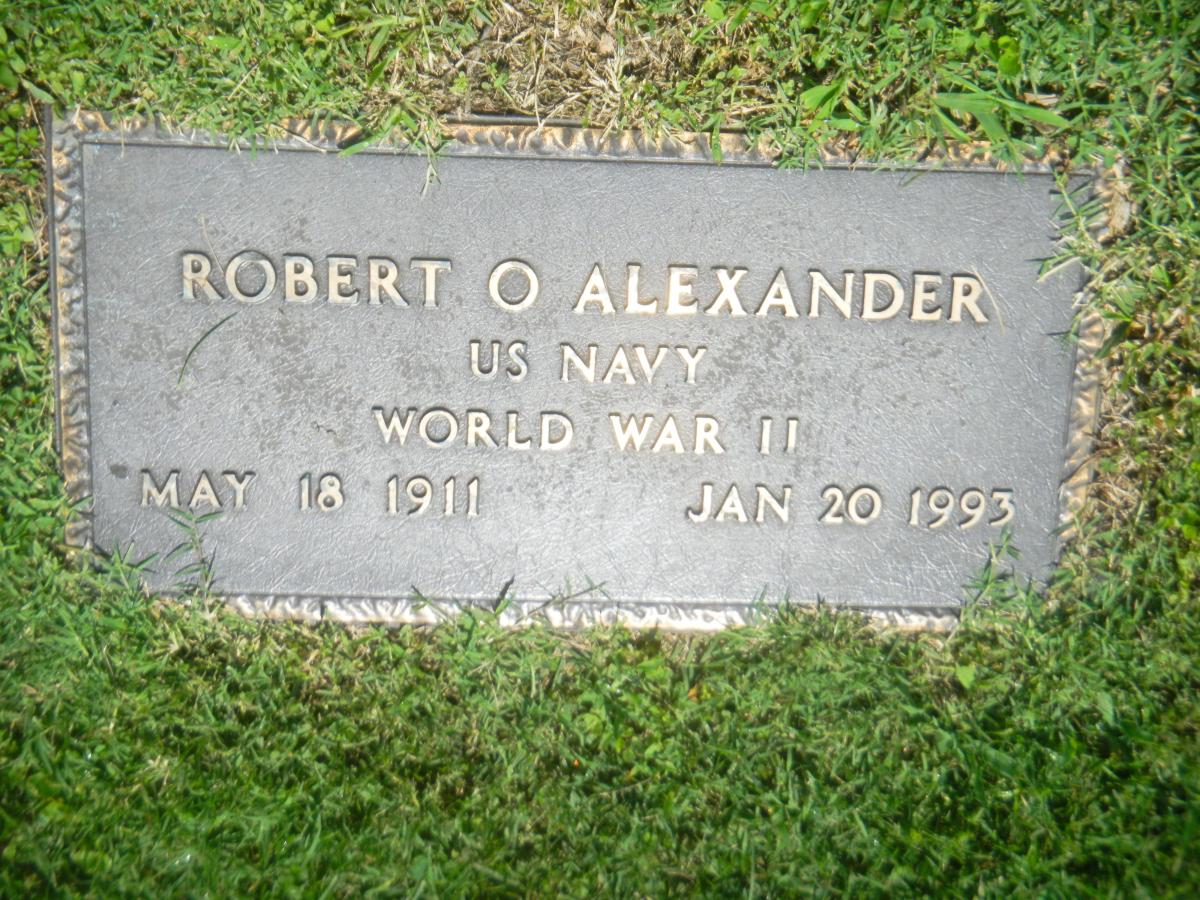 ROBERT O ALEXANDER
US NAVY
WORLD WAR II
MAY 18 1911 JAN 20 1993